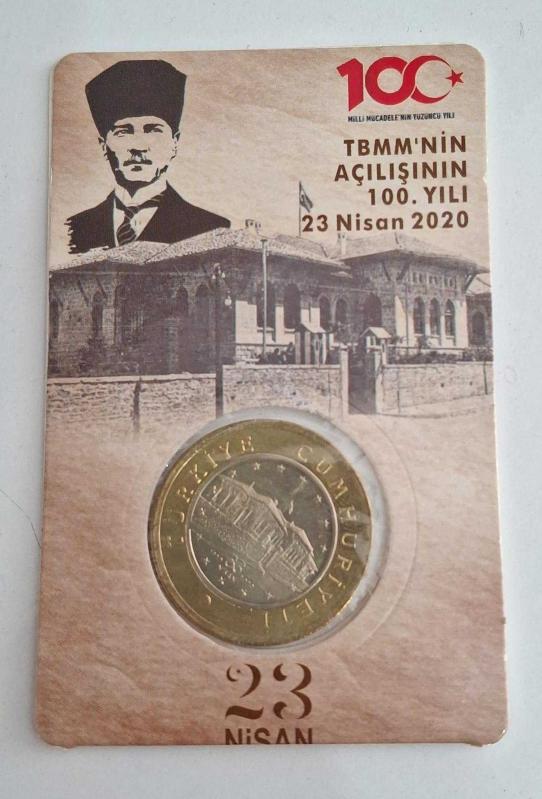 100
MİLLİ MÜCADELE'NİN YÜZÜNCÜ YILI
TBMM'NİN
AÇILIŞININ
100. YILI
23 Nisan 2020
TÜRKİYE CUMHURİYETİ
23
NİSAN